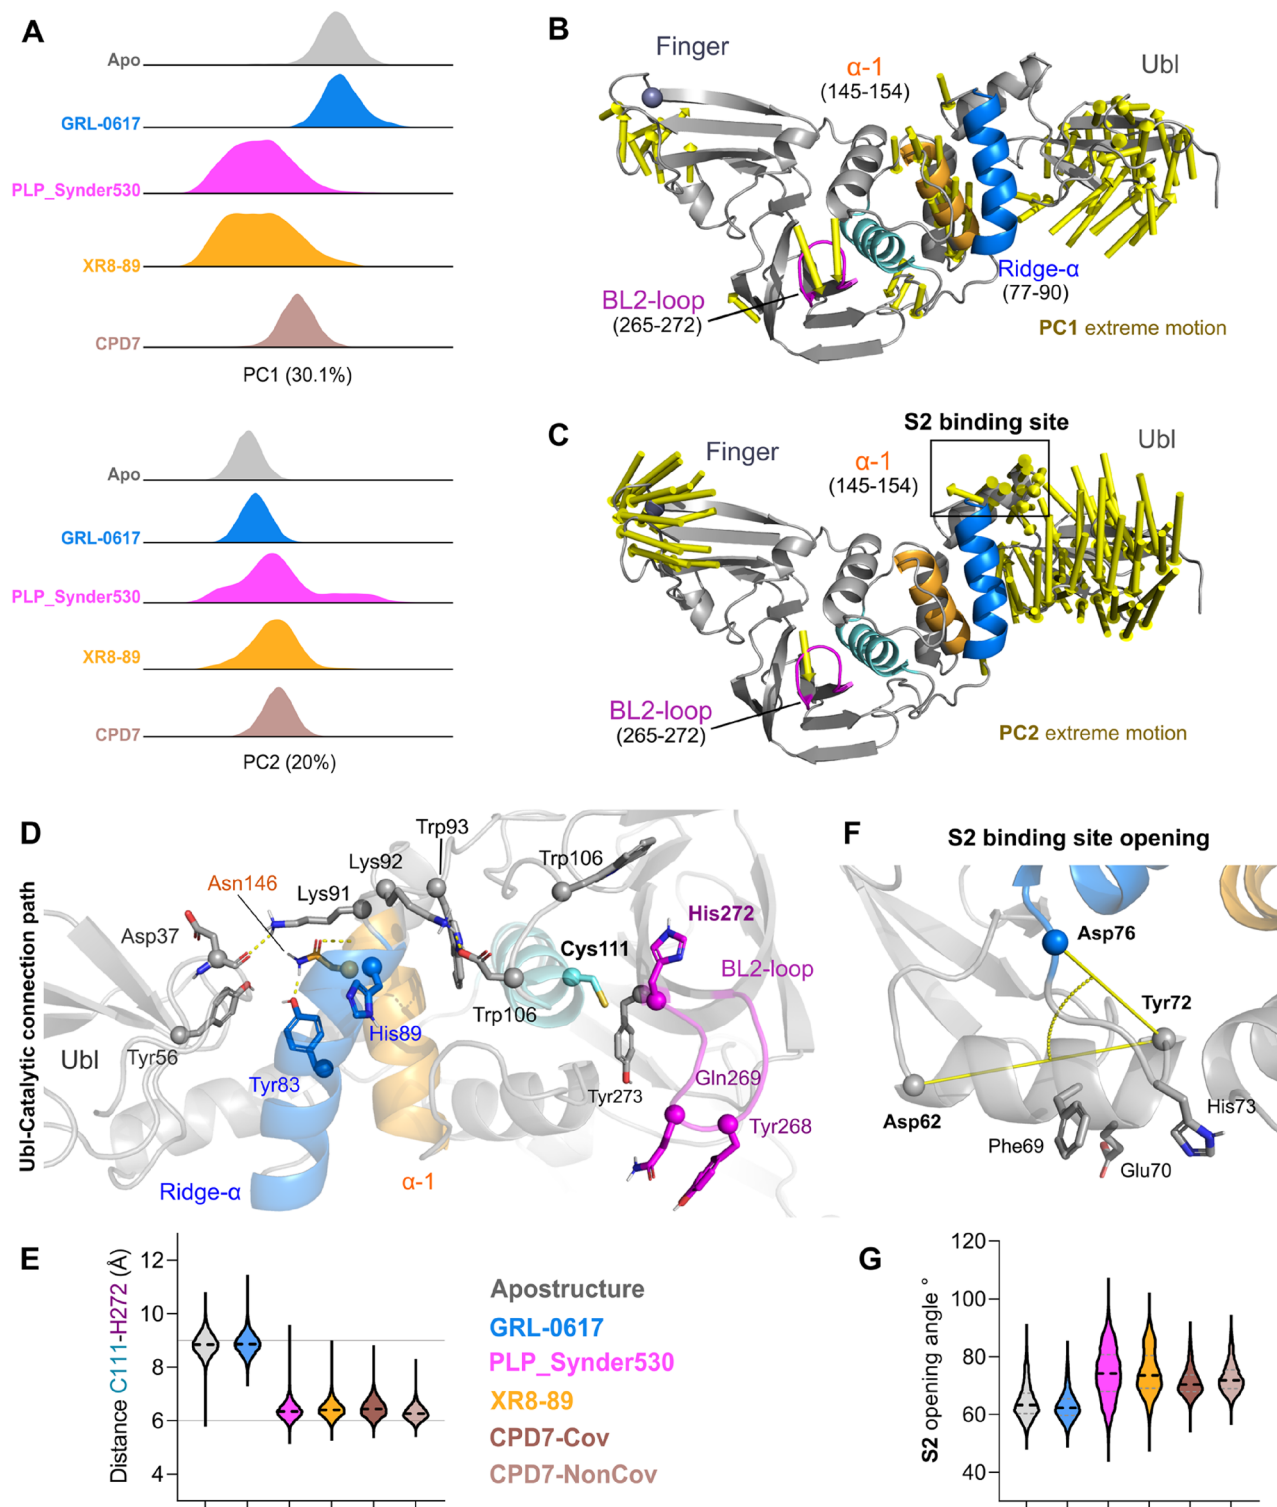 A
Apo
GRL-0617
PLP_Synder530
XR8-89
CPD7
PC1 (30.1%)
Apo
GRL-0617
PLP_Synder530
XR8-89
CPD7
PC2 (20%)
B
Finger
α-1
(145-154)
Ubl
BL2-loop
(265-272)
Ridge-α
(77-90)
PC1 extreme motion
C
S2 binding site
Finger
α-1
(145-154)
Ubl
BL2-loop
(265-272)
PC2 extreme motion
D
Ubl-Catalytic connection path
Trp93
Lys92
Trp106
Asn146
Lys91
Asp37
His272
Cys111
BL2-loop
Trp106
His89
Ubl
Tyr56
Tyr83
Gln269
Tyr273
Tyr268
α-1
Ridge-α
F
S2 binding site opening
Asp76
Tyr72
Asp62
His73
Phe69
Glu70
E
Distance C111-H272 (Å)
12
10
8
6
4
Apostructure
GRL-0617
PLP_Synder530
XR8-89
CPD7-Cov
CPD7-NonCov
G
S2 opening angle °
120
100
80
60
40